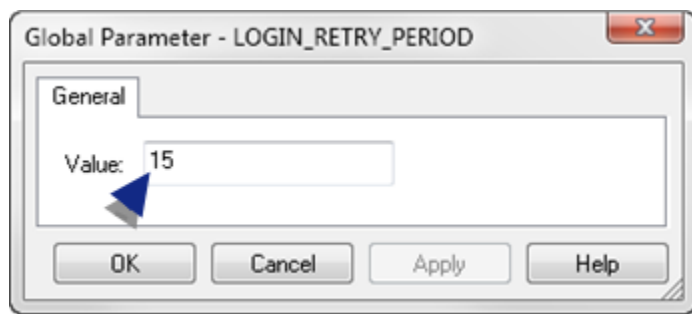 Global Parameter - LOGIN_RETRY_PERIOD
General
Value: 15
OK Cancel Apply Help